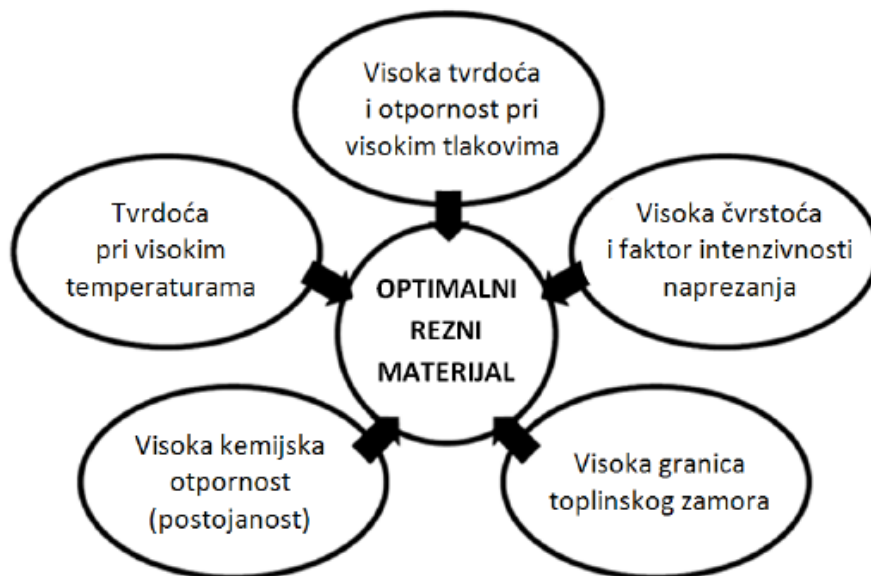 Visoka tvrdoća
i otpornost pri
visokim tlakovima
Tvrdoća
pri visokim
temperaturama
Visoka čvrstoća
i faktor intenzivnosti
naprezanja
OPTIMALNI
REZNI
MATERIJAL
Visoka kemijska
otpornost
(postojanost)
Visoka granica
toplinskog zamora